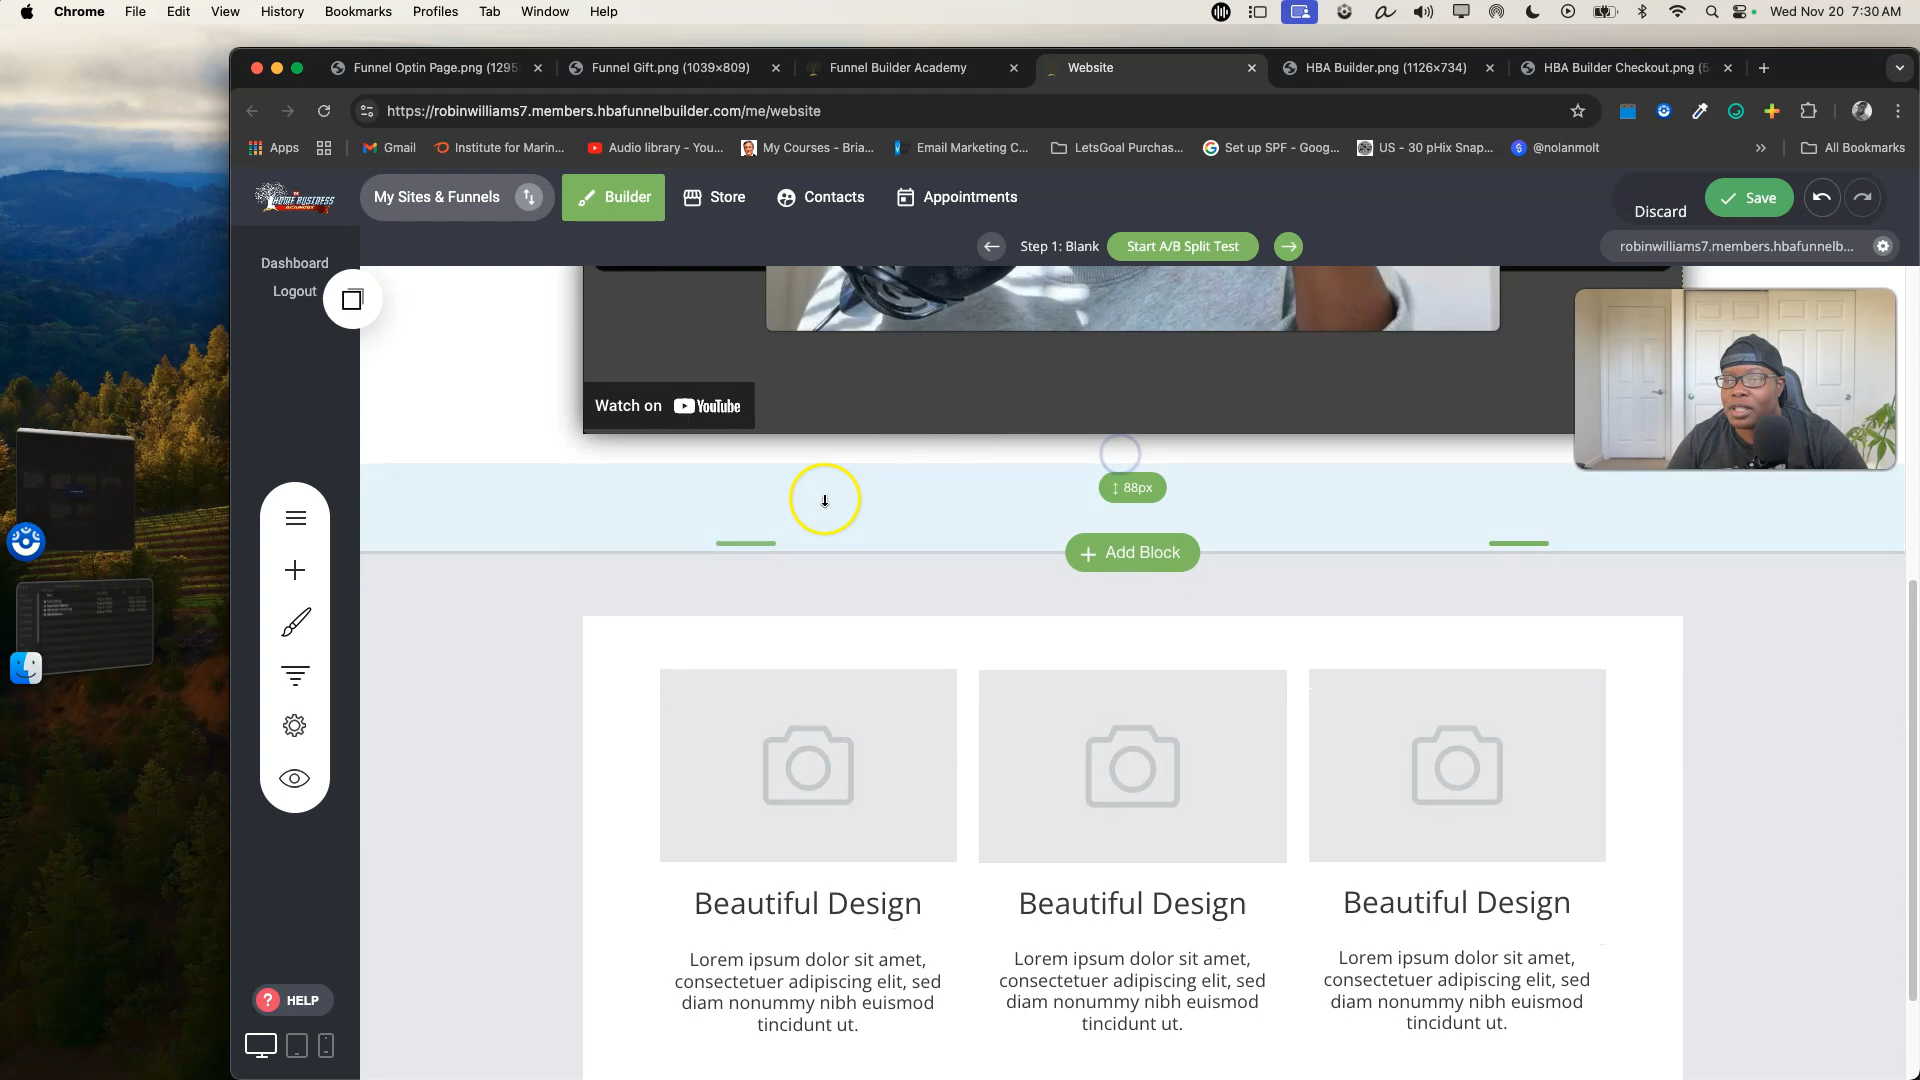 Chrome File Edit View History Bookmarks Profiles Tab Window Help
Wed Nov 20 7:30 AM
Funnel Optin Page.png (1295
Funnel Gift.png (1039×809)
Funnel Builder Academy
Website
HBA Builder.png (1126×734)
HBA Builder Checkout.png (5
https://robinwilliams7.members.hbafunnelbuilder.com/me/website
Apps
Gmail
Institute for Marin...
Audio library - You...
My Courses - Bria...
Email Marketing C...
LetsGoal Purchas...
Set up SPF - Goog...
US - 30 pHix Snap...
@nolanmolt
All Bookmarks
HOME BUSINESS
ACADEMY
My Sites & Funnels
Builder
Store
Contacts
Appointments
Discard
Save
Step 1: Blank
Start A/B Split Test
robinwilliams7.members.hbafunnelb...
Dashboard
Logout
Watch on YouTube
88px
Add Block
Beautiful Design
Lorem ipsum dolor sit amet,
consectetuer adipiscing elit, sed
diam nonummy nibh euismod
tincidunt ut.
Beautiful Design
Lorem ipsum dolor sit amet,
consectetuer adipiscing elit, sed
diam nonummy nibh euismod
tincidunt ut.
Beautiful Design
Lorem ipsum dolor sit amet,
consectetuer adipiscing elit, sed
diam nonummy nibh euismod
tincidunt ut.
? HELP